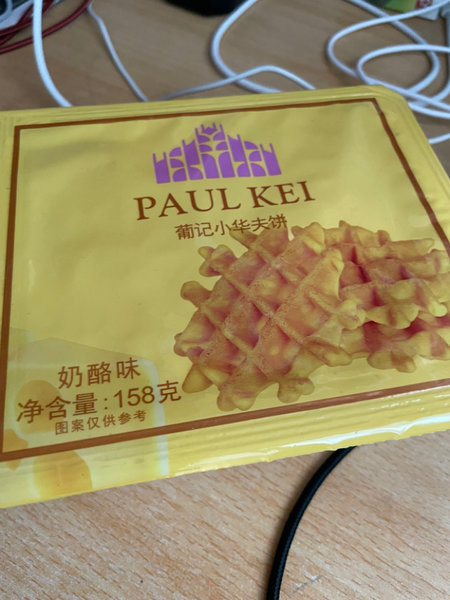 PAUL KEI
葡记小华夫饼
奶酪味
净含量:158克
图案仅供参考